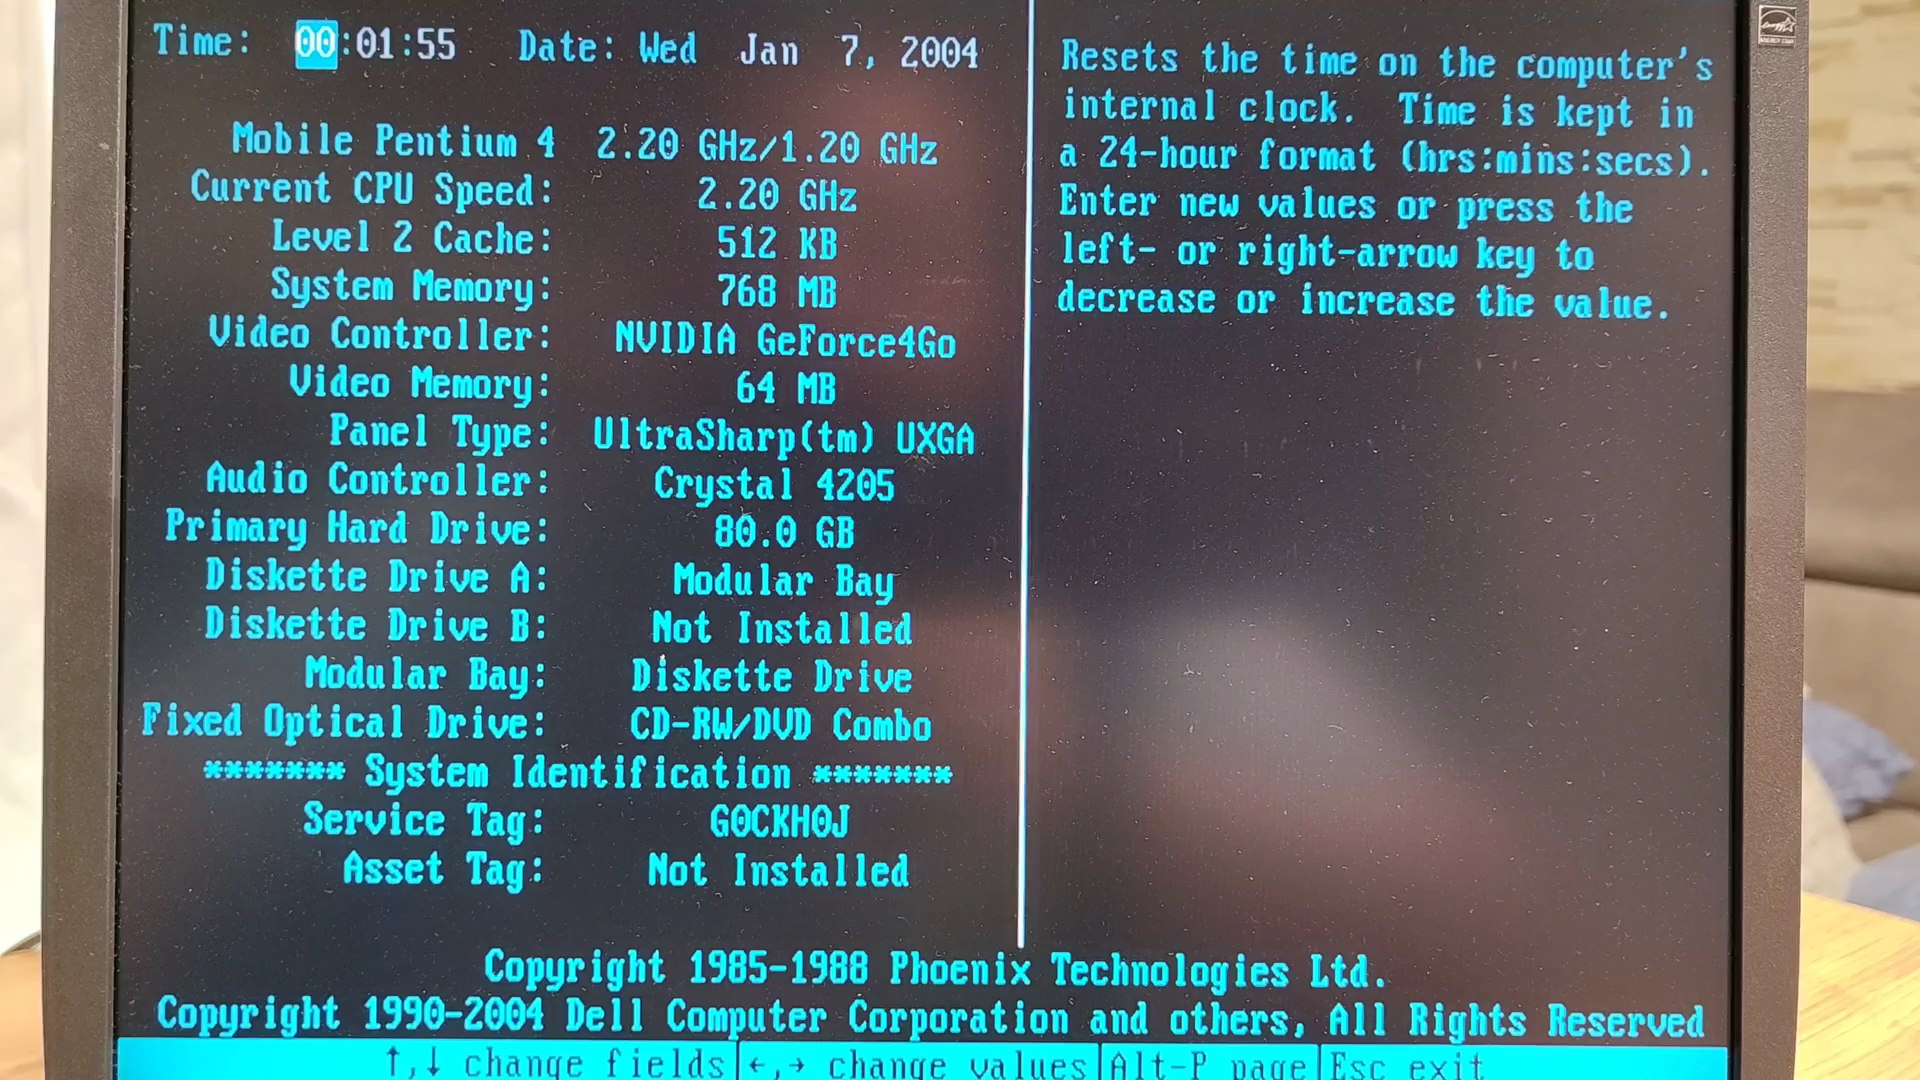 Time: 00:01:55 Date: Wed Jan 7, 2004
Mobile Pentium 4 2.20 GHz/1.20 GHz
Current CPU Speed: 2.20 GHz
Level 2 Cache: 512 KB
System Memory: 768 MB
Video Controller: NVIDIA GeForce4Go
Video Memory: 64 MB
Panel Type: UltraSharp(tm) UXGA
Audio Controller: Crystal 4205
Primary Hard Drive: 80.0 GB
Diskette Drive A: Modular Bay
Diskette Drive B: Not Installed
Modular Bay: Diskette Drive
Fixed Optical Drive: CD-RW/DVD Combo
******* System Identification *******
Service Tag: G0CKH0J
Asset Tag: Not Installed
Resets the time on the computer's
internal clock. Time is kept in
a 24-hour format (hrs:mins:secs).
Enter new values or press the
left- or right-arrow key to
decrease or increase the value.
Copyright 1985-1988 Phoenix Technologies Ltd.
Copyright 1990-2004 Dell Computer Corporation and others, All Rights Reserved
↑,↓ change fields|←,→ change values|Alt-P page|Esc exit